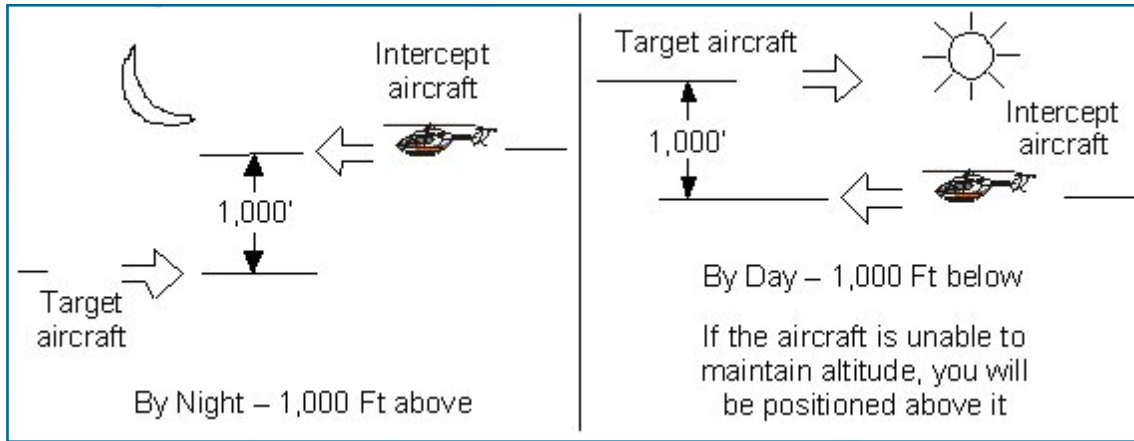 Intercept
aircraft
1,000'
Target
aircraft
By Night – 1,000 Ft above
Target aircraft
Intercept
aircraft
1,000'
By Day – 1,000 Ft below
If the aircraft is unable to
maintain altitude, you will
be positioned above it